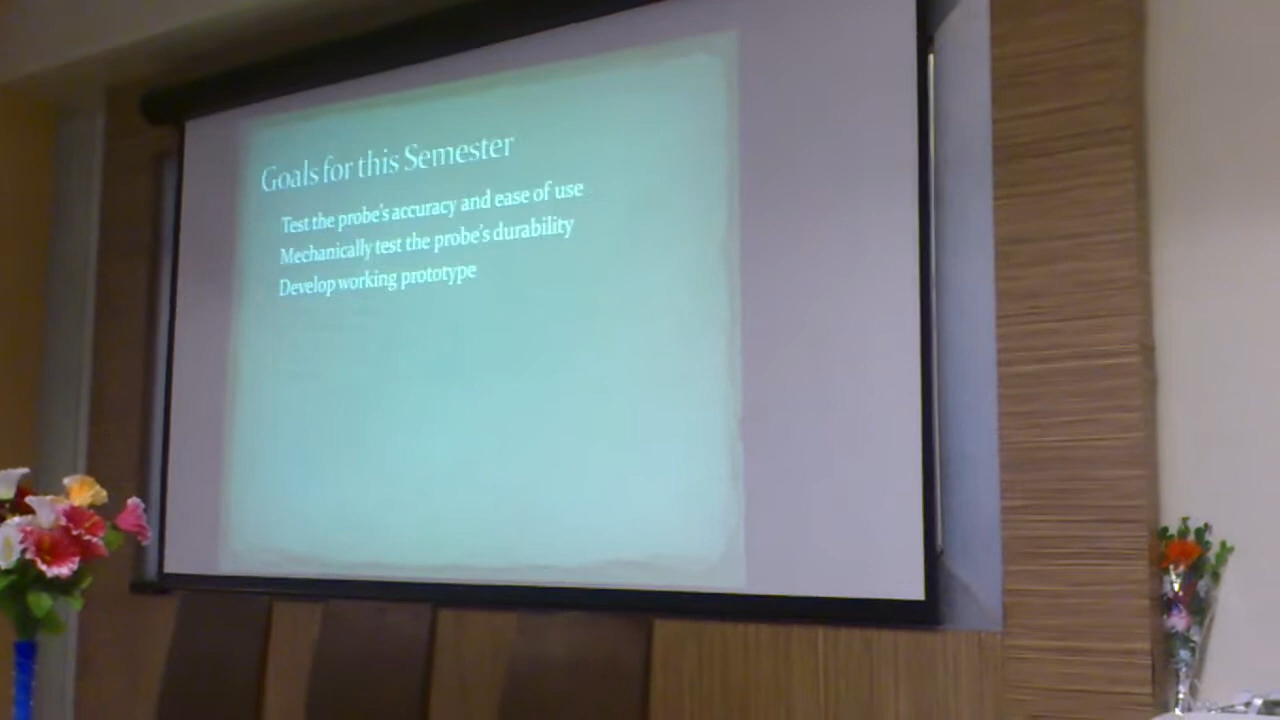 Goals for this Semester
Test the probe's accuracy and ease of use
Mechanically test the probe's durability
Develop working prototype